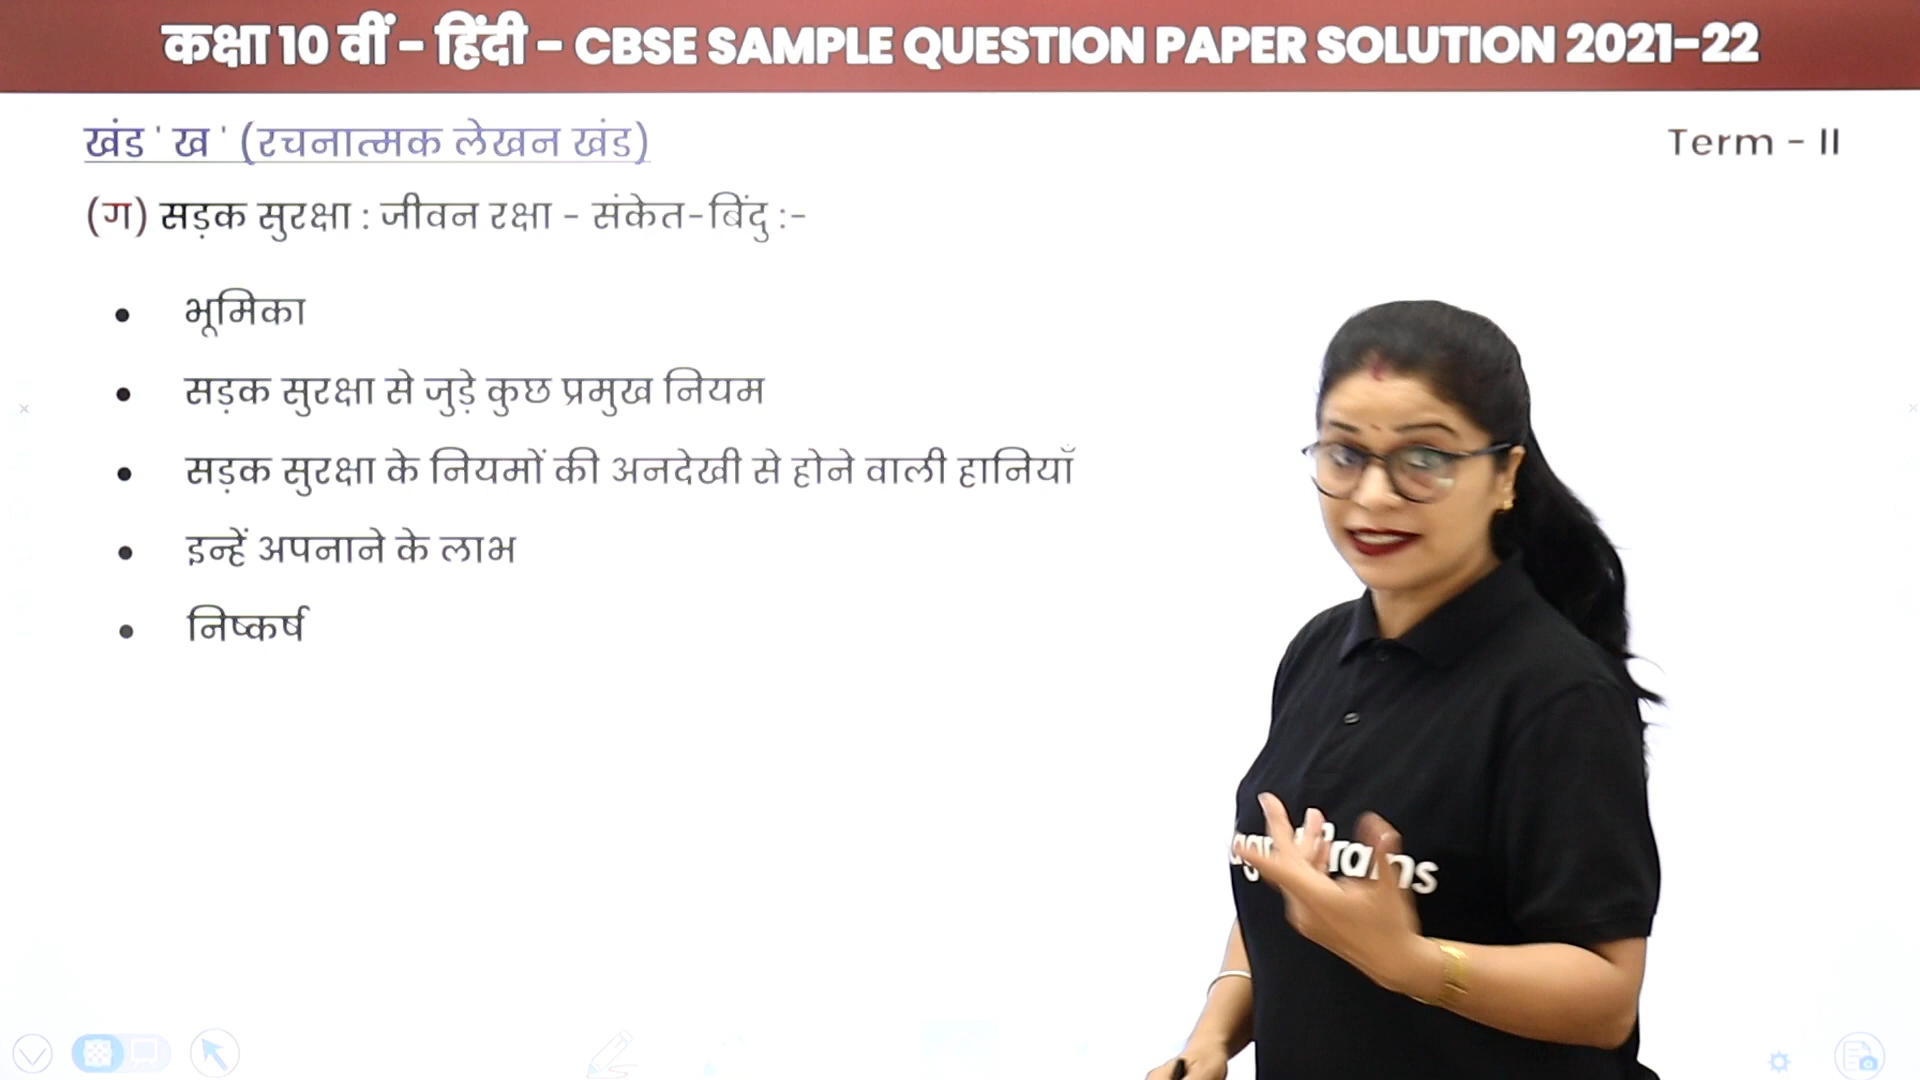 कक्षा 10 वीं - हिंदी - CBSE SAMPLE QUESTION PAPER SOLUTION 2021-22
खंड ' ख ' (रचनात्मक लेखन खंड)
Term - II
(ग) सड़क सुरक्षा : जीवन रक्षा - संकेत-बिंदु :-
• भूमिका
• सड़क सुरक्षा से जुड़े कुछ प्रमुख नियम
• सड़क सुरक्षा के नियमों की अनदेखी से होने वाली हानियाँ
• इन्हें अपनाने के लाभ
• निष्कर्ष